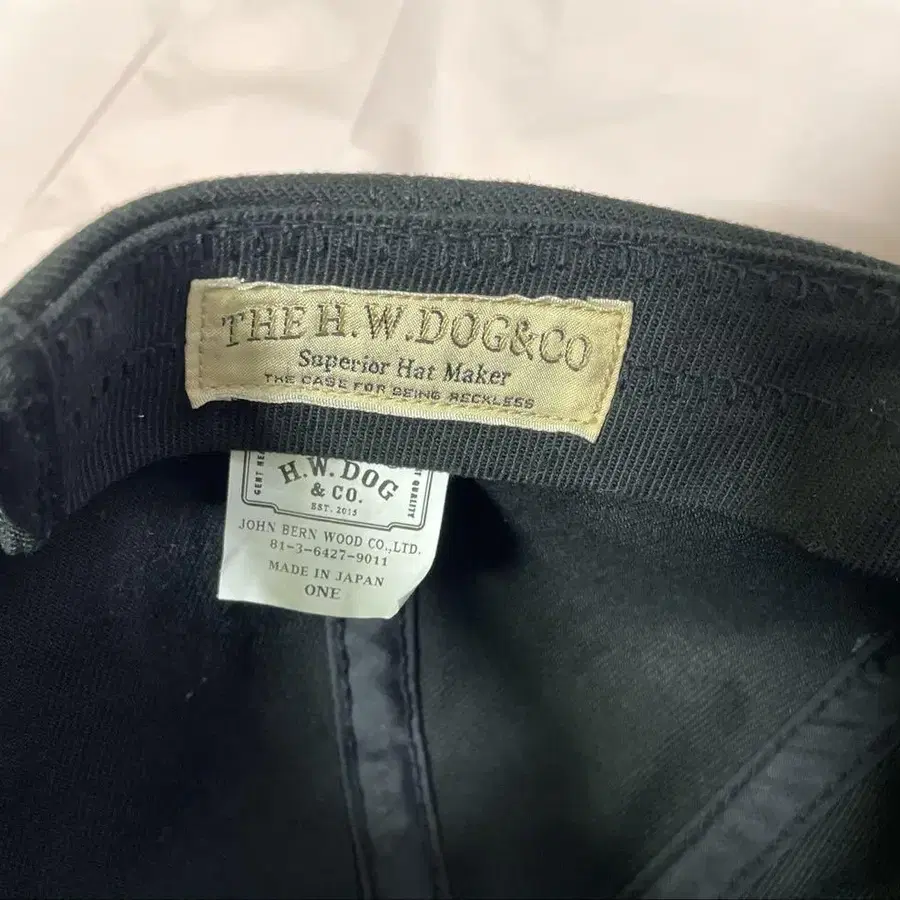 THE H.W.DOG&CO
Superior Hat Maker
THE CASE FOR BEING RECKLESS
H.W.DOG
& CO.
EST. 2015
QUALITY
JOHN BERN WOOD CO.,LTD.
81-3-6427-9011
MADE IN JAPAN
ONE